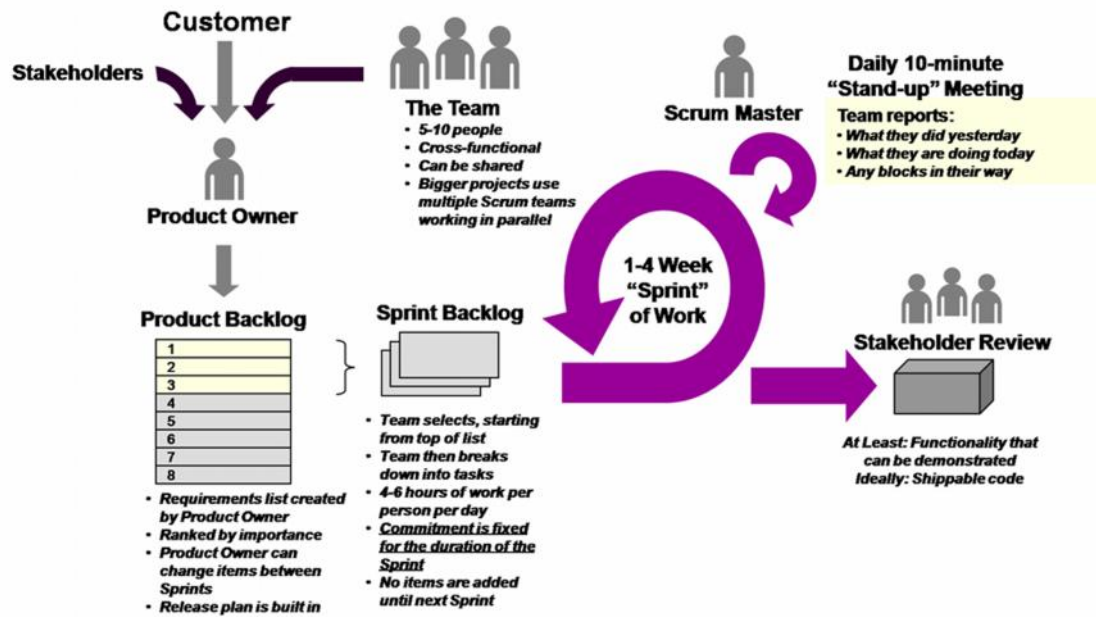 Customer
Stakeholders
Product Owner
The Team
• 5-10 people
• Cross-functional
• Can be shared
• Bigger projects use
multiple Scrum teams
working in parallel
Scrum Master
Daily 10-minute
“Stand-up” Meeting
Team reports:
• What they did yesterday
• What they are doing today
• Any blocks in their way
Product Backlog
1
2
3
4
5
6
7
8
• Requirements list created
by Product Owner
• Ranked by importance
• Product Owner can
change items between
Sprints
• Release plan is built in
Sprint Backlog
• Team selects, starting
from top of list
• Team then breaks
down into tasks
• 4-6 hours of work per
person per day
• Commitment is fixed
for the duration of the
Sprint
• No items are added
until next Sprint
1-4 Week
“Sprint”
of Work
Stakeholder Review
At Least: Functionality that
can be demonstrated
Ideally: Shippable code